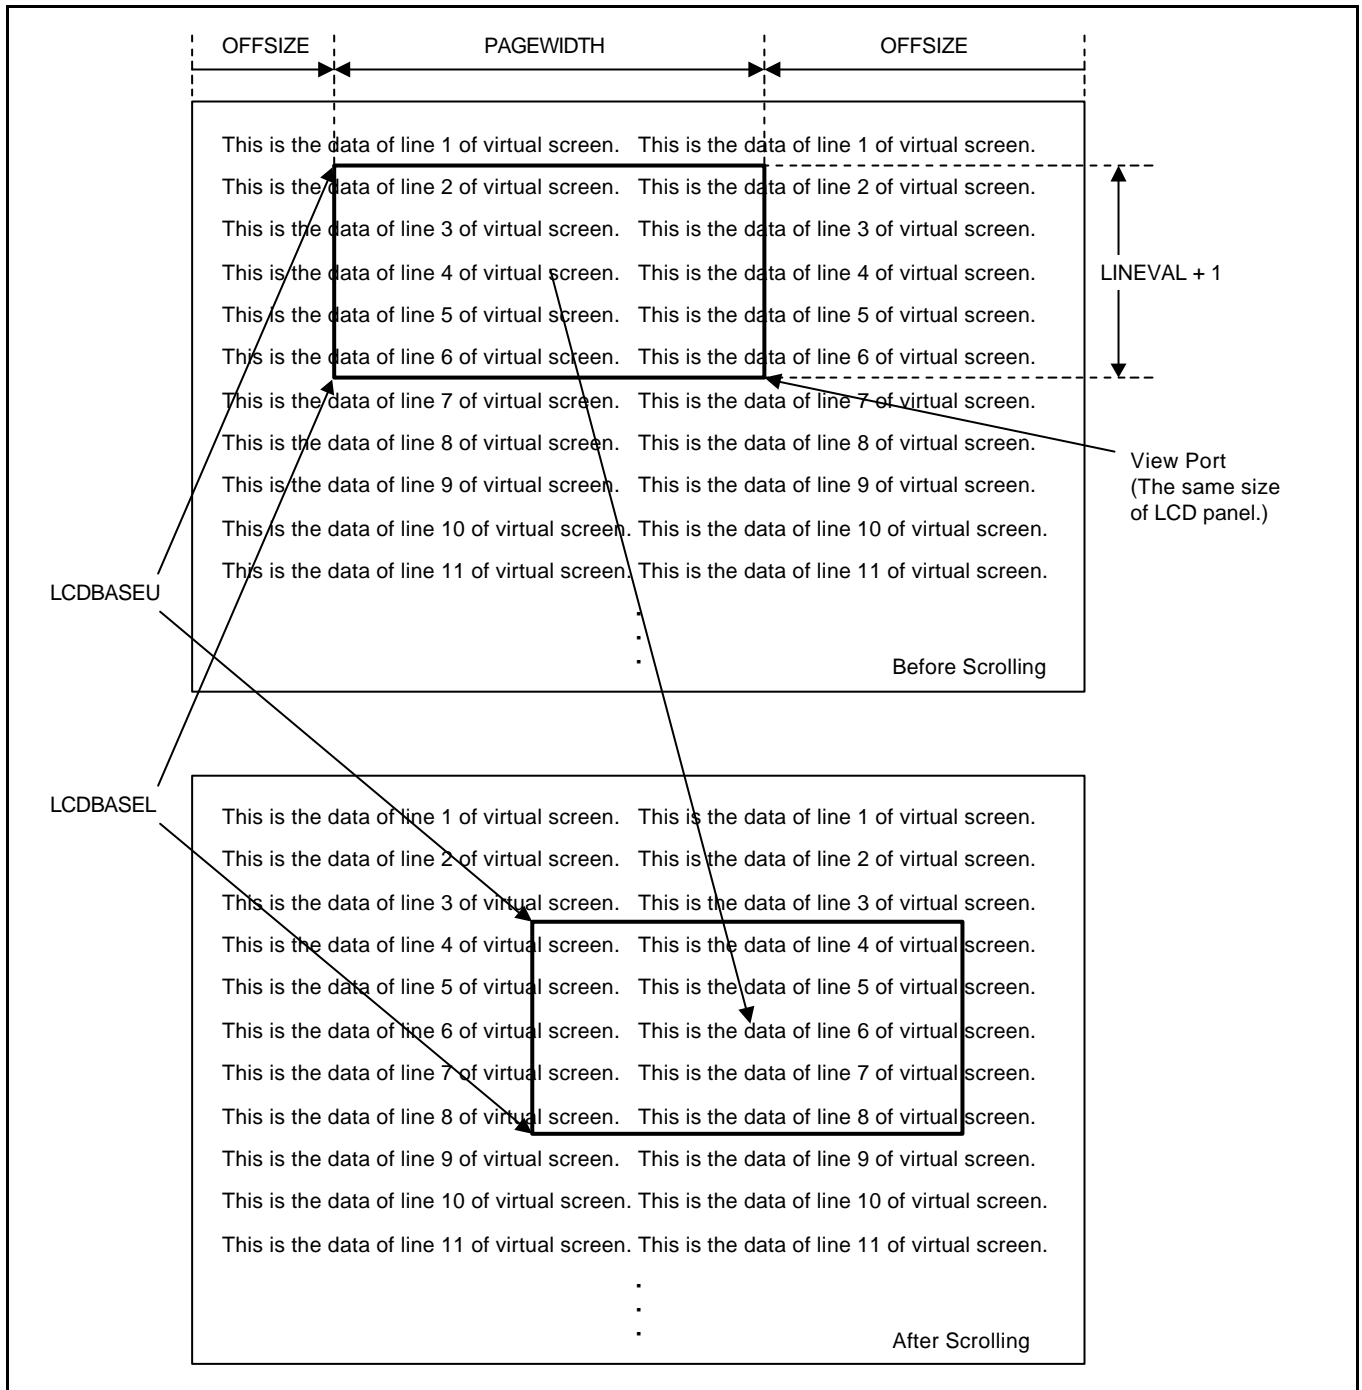 OFFSIZE PAGEWIDTH OFFSIZE
This is the data of line 1 of virtual screen. This is the data of line 1 of virtual screen.
This is the data of line 2 of virtual screen. This is the data of line 2 of virtual screen.
This is the data of line 3 of virtual screen. This is the data of line 3 of virtual screen.
This is the data of line 4 of virtual screen. This is the data of line 4 of virtual screen.
LINEVAL + 1
This is the data of line 5 of virtual screen. This is the data of line 5 of virtual screen.
This is the data of line 6 of virtual screen. This is the data of line 6 of virtual screen.
This is the data of line 7 of virtual screen. This is the data of line 7 of virtual screen.
This is the data of line 8 of virtual screen. This is the data of line 8 of virtual screen.
View Port
(The same size
of LCD panel.)
This is the data of line 9 of virtual screen. This is the data of line 9 of virtual screen.
This is the data of line 10 of virtual screen. This is the data of line 10 of virtual screen.
This is the data of line 11 of virtual screen. This is the data of line 11 of virtual screen.
LCDBASEU
.
.
.
Before Scrolling
LCDBASEL
This is the data of line 1 of virtual screen. This is the data of line 1 of virtual screen.
This is the data of line 2 of virtual screen. This is the data of line 2 of virtual screen.
This is the data of line 3 of virtual screen. This is the data of line 3 of virtual screen.
This is the data of line 4 of virtual screen. This is the data of line 4 of virtual screen.
This is the data of line 5 of virtual screen. This is the data of line 5 of virtual screen.
This is the data of line 6 of virtual screen. This is the data of line 6 of virtual screen.
This is the data of line 7 of virtual screen. This is the data of line 7 of virtual screen.
This is the data of line 8 of virtual screen. This is the data of line 8 of virtual screen.
This is the data of line 9 of virtual screen. This is the data of line 9 of virtual screen.
This is the data of line 10 of virtual screen. This is the data of line 10 of virtual screen.
This is the data of line 11 of virtual screen. This is the data of line 11 of virtual screen.
.
.
.
After Scrolling